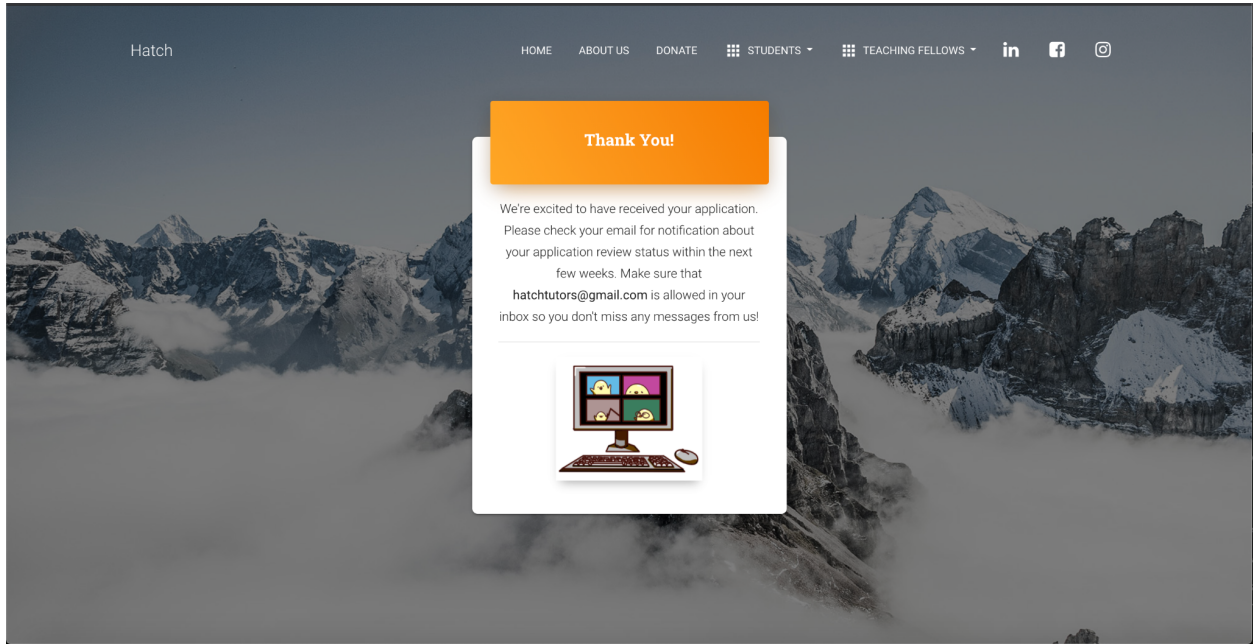 Hatch
HOME ABOUT US DONATE STUDENTS TEACHING FELLOWS
Thank You!
We're excited to have received your application.
Please check your email for notification about
your application review status within the next
few weeks. Make sure that
hatchtutors@gmail.com is allowed in your
inbox so you don't miss any messages from us!